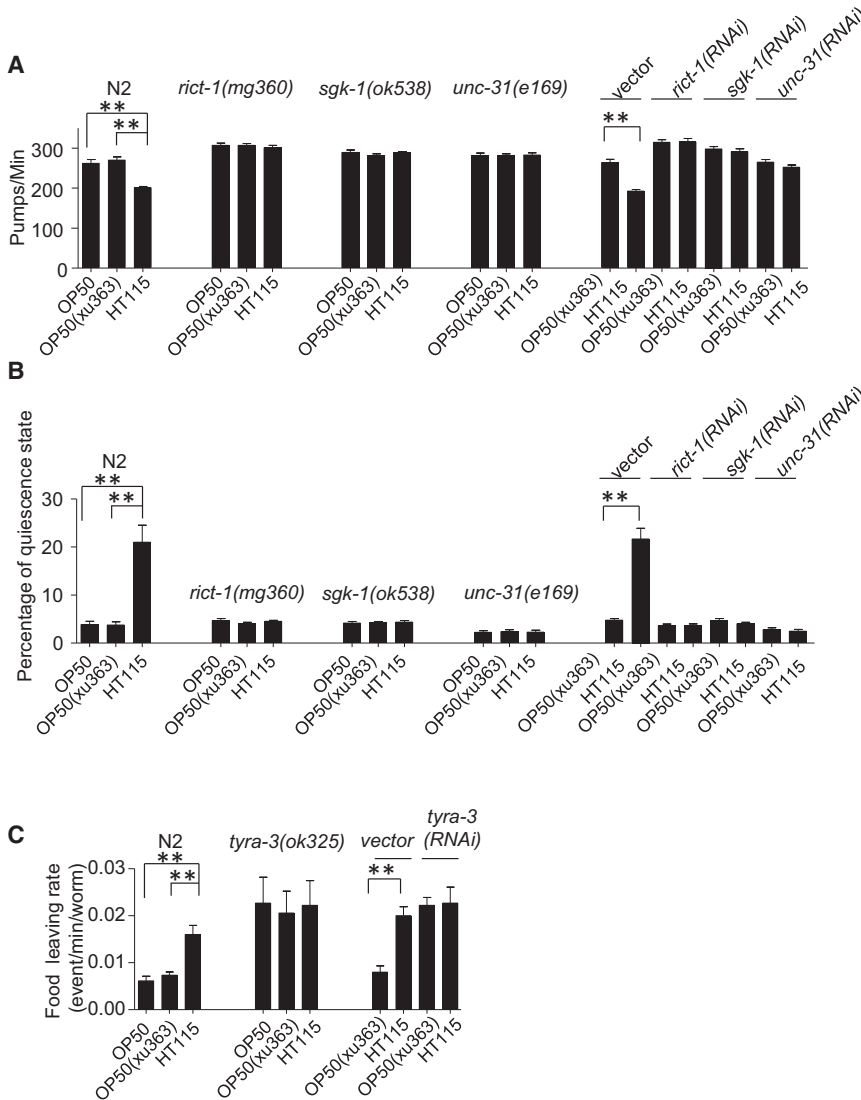 A
N2
**
**
rict-1(mg360)
sgk-1(ok538)
unc-31(e169)
vector
rict-1(RNAi)
sgk-1(RNAi)
unc-31(RNAi)
**
Pumps/Min
300
200
100
0
OP50
OP50(xu363)
HT115
OP50
OP50(xu363)
HT115
OP50
OP50(xu363)
HT115
OP50
OP50(xu363)
HT115
OP50(xu363)
HT115
OP50(xu363)
HT115
OP50(xu363)
HT115
OP50(xu363)
HT115
B
N2
**
**
rict-1(mg360)
sgk-1(ok538)
unc-31(e169)
vector
rict-1(RNAi)
sgk-1(RNAi)
unc-31(RNAi)
**
Percentage of quiescence state
30
20
10
0
OP50
OP50(xu363)
HT115
OP50
OP50(xu363)
HT115
OP50
OP50(xu363)
HT115
OP50
OP50(xu363)
HT115
OP50(xu363)
HT115
OP50(xu363)
HT115
OP50(xu363)
HT115
OP50(xu363)
HT115
C
N2
**
**
tyra-3(ok325)
vector
tyra-3
(RNAi)
**
Food leaving rate
(event/min/worm)
0.03
0.02
0.01
0.00
OP50
OP50(xu363)
HT115
OP50
OP50(xu363)
HT115
OP50(xu363)
HT115
OP50(xu363)
HT115